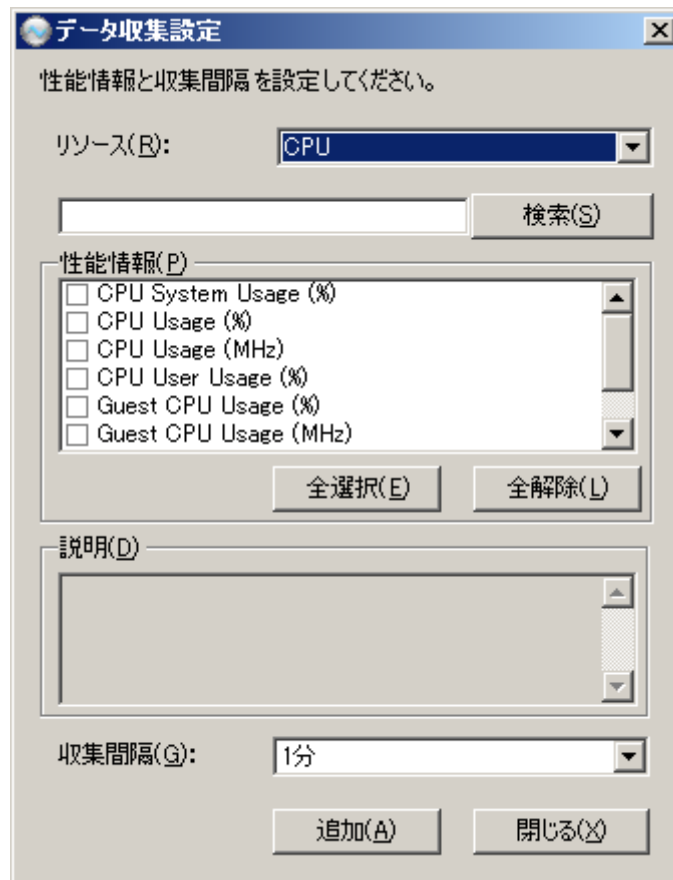 データ収集設定
性能情報と収集間隔を設定してください。
リソース(R): CPU
検索(S)
性能情報(P)
CPU System Usage (%)
CPU Usage (%)
CPU Usage (MHz)
CPU User Usage (%)
Guest CPU Usage (%)
Guest CPU Usage (MHz)
全選択(E) 全解除(L)
説明(D)
収集間隔(G): 1分
追加(A) 閉じる(X)